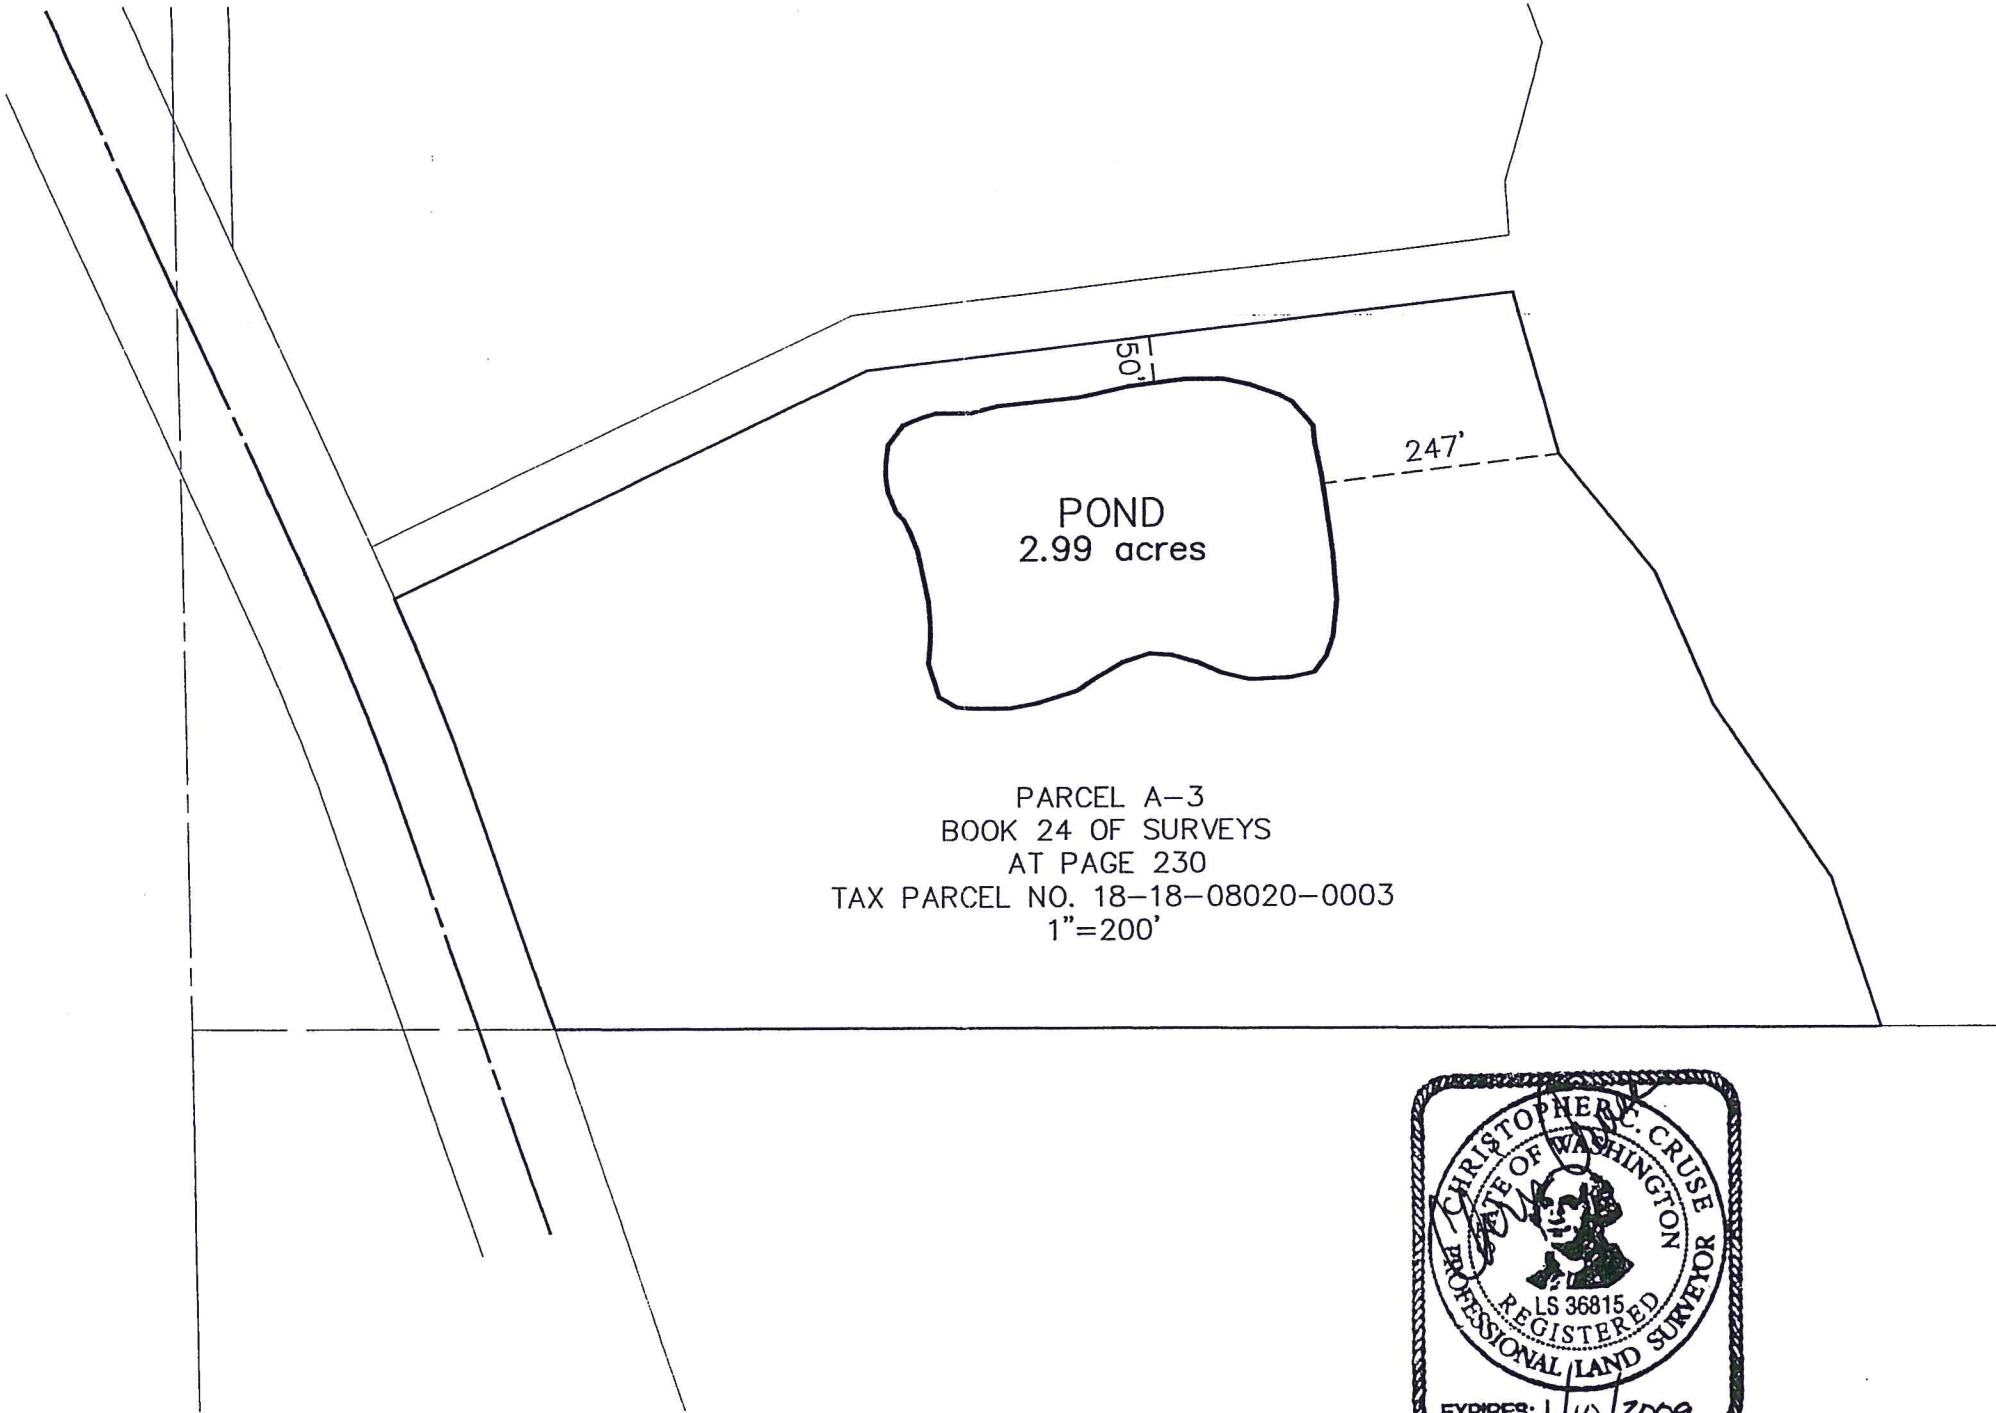 50'
247'
POND
2.99 acres
PARCEL A-3
BOOK 24 OF SURVEYS
AT PAGE 230
TAX PARCEL NO. 18-18-08020-0003
1"=200'
CHRISTOPHER C. CRUSE
STATE OF WASHINGTON
LS 36815
REGISTERED
PROFESSIONAL LAND SURVEYOR
EXPIRES: